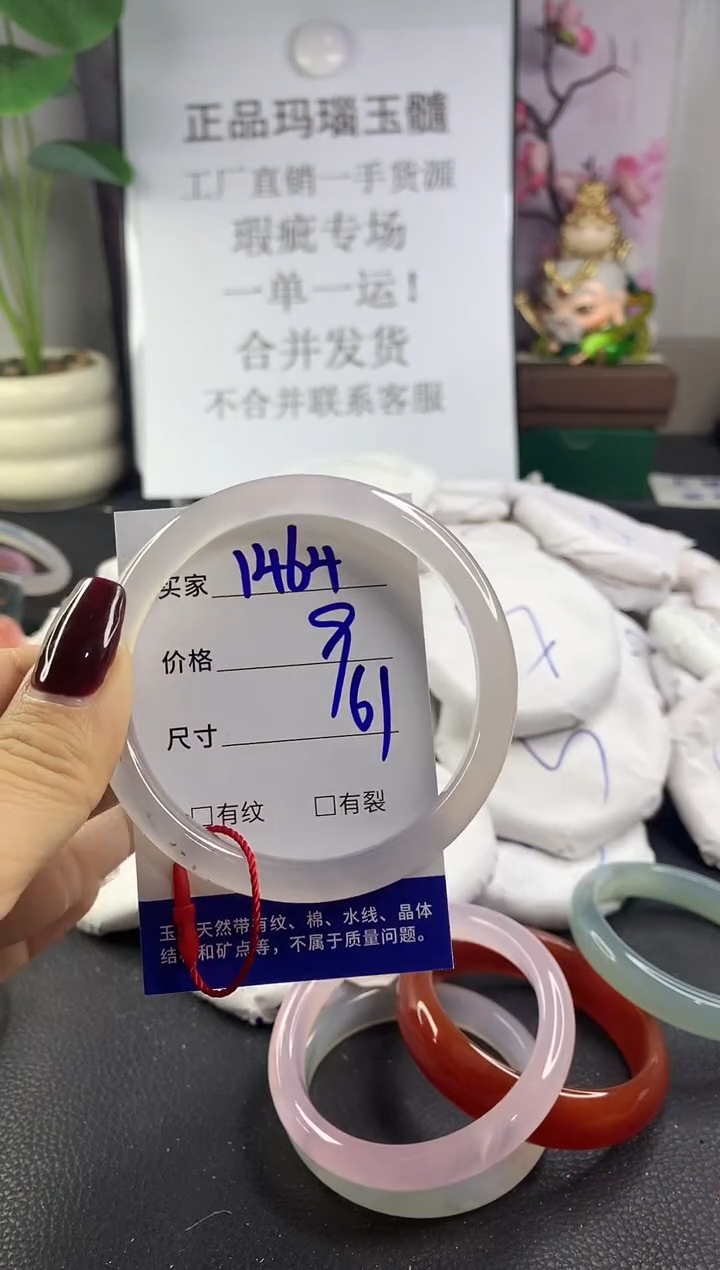 正品玛瑙玉髓
工厂直销一手货源
瑕疵专场
一单一运!
合并发货
不合并联系客服
买家 1464
价格 8
尺寸 61
□有纹 □有裂
天然带有纹、棉、水线、晶体
和矿点等,不属于质量问题。